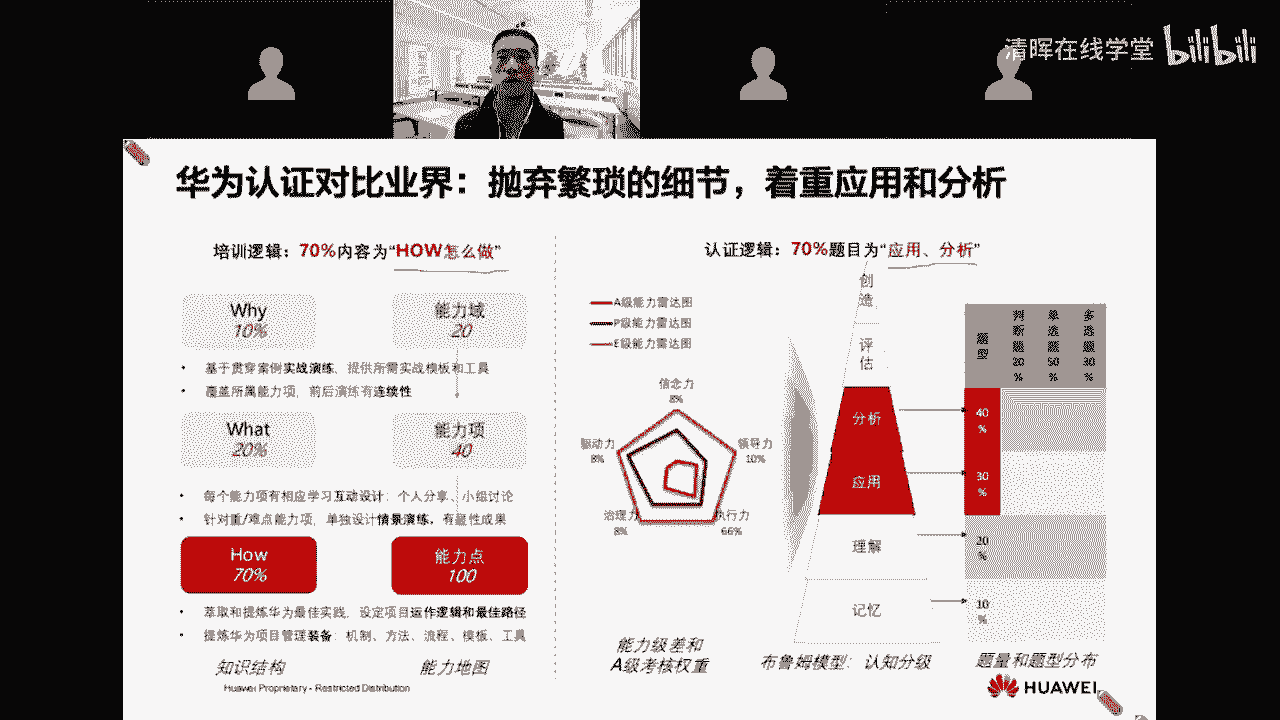 清晖在线学堂 bilibili
华为认证对比业界：抛弃繁琐的细节，着重应用和分析
培训逻辑：70%内容为“HOW怎么做”
Why
10%
能力域
20
• 基于贯穿案例实战演练，提供所需实战模板和工具
• 覆盖所属能力项，前后演练有连续性
What
20%
能力项
40
• 每个能力项有相应学习互动设计：个人分享、小组讨论
• 针对重/难点能力项，单独设计情景演练，有显性成果
How
70%
能力点
100
• 萃取和提炼华为最佳实践，设定项目运作逻辑和最佳路径
• 提炼华为项目管理装备：机制、方法、流程、模板、工具
知识结构
能力地图
Huawei Proprietary - Restricted Distribution
认证逻辑：70%题目为“应用、分析”
A级能力雷达图
P级能力雷达图
E级能力雷达图
信念力
8%
驱动力
8%
领导力
10%
治理力
8%
执行力
66%
能力级差和
A级考核权重
创造
评估
分析
应用
理解
记忆
布鲁姆模型：认知分级
题型
判断题20%
单选题50%
多选题30%
40%
30%
20%
10%
题量和题型分布
HUAWEI